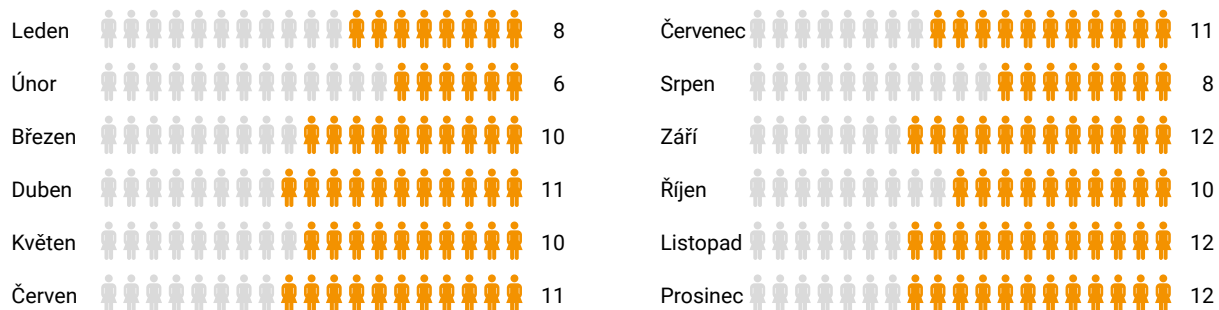 Leden 8
Únor 6
Březen 10
Duben 11
Květen 10
Červen 11
Červenec 11
Srpen 8
Září 12
Říjen 10
Listopad 12
Prosinec 12